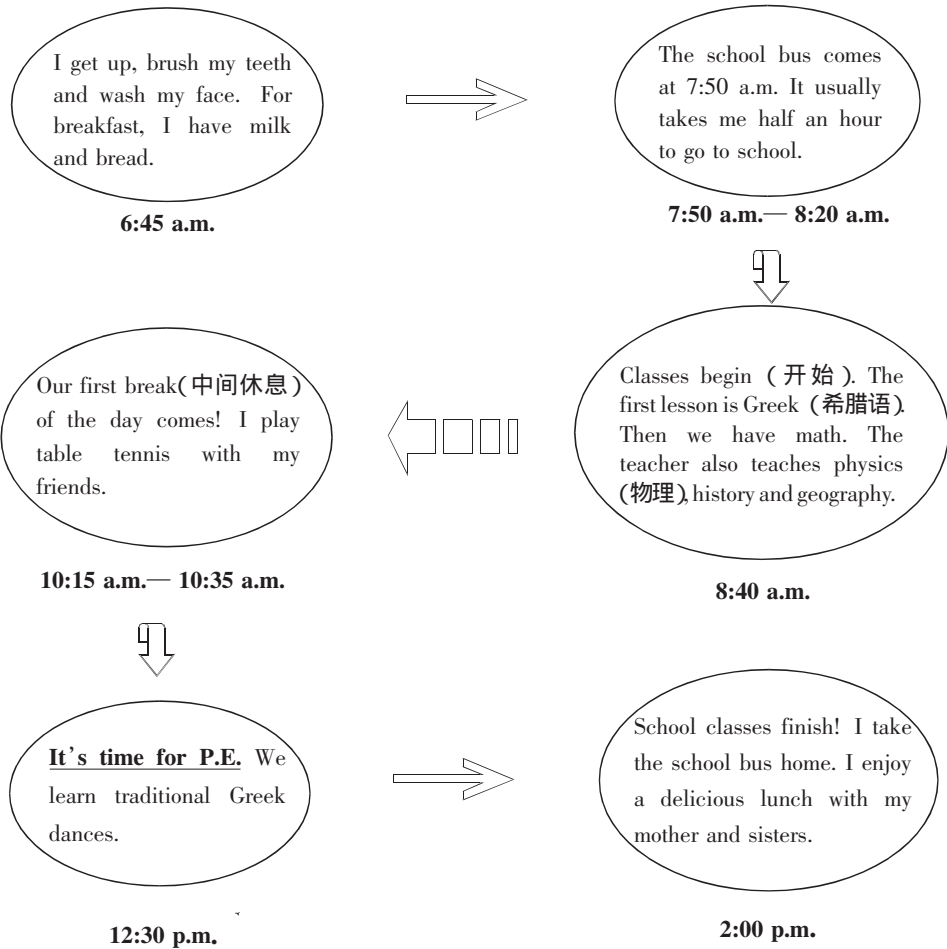 I get up, brush my teeth
and wash my face. For
breakfast, I have milk
and bread.
6:45 a.m.
The school bus comes
at 7:50 a.m. It usually
takes me half an hour
to go to school.
7:50 a.m.— 8:20 a.m.
Classes begin (开始). The
first lesson is Greek (希腊语).
Then we have math. The
teacher also teaches physics
(物理), history and geography.
8:40 a.m.
Our first break(中间休息)
of the day comes! I play
table tennis with my
friends.
10:15 a.m.— 10:35 a.m.
It's time for P.E. We
learn traditional Greek
dances.
12:30 p.m.
School classes finish! I take
the school bus home. I enjoy
a delicious lunch with my
mother and sisters.
2:00 p.m.